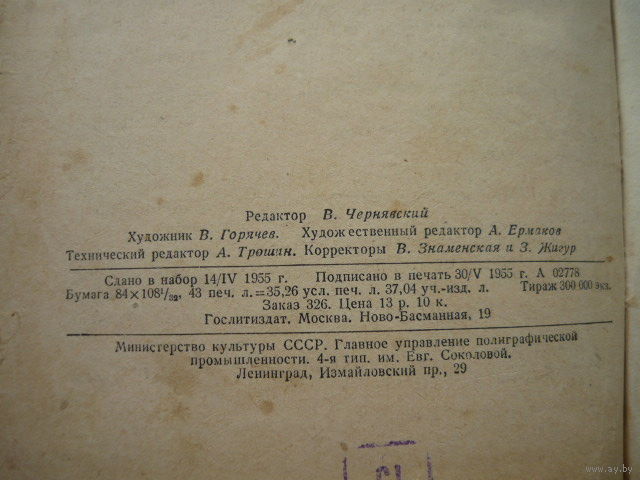 Редактор В. Чернявский
Художник В. Горячев. Художественный редактор А. Ермаков
Технический редактор А. Трошин. Корректоры В. Знаменская и З. Жигур
Сдано в набор 14/IV 1955 г. Подписано в печать 30/V 1955 г. А 02778
Бумага 84×108¹/₃₂, 43 печ. л.=35,26 усл. печ. л. 37,04 уч.-изд. л. Тираж 300 000 экз.
Заказ 326. Цена 13 р. 10 к.
Гослитиздат. Москва. Ново-Басманная, 19
Министерство культуры СССР. Главное управление полиграфической
промышленности. 4-я тип. им. Евг. Соколовой.
Ленинград, Измайловский пр., 29
www.ay.by